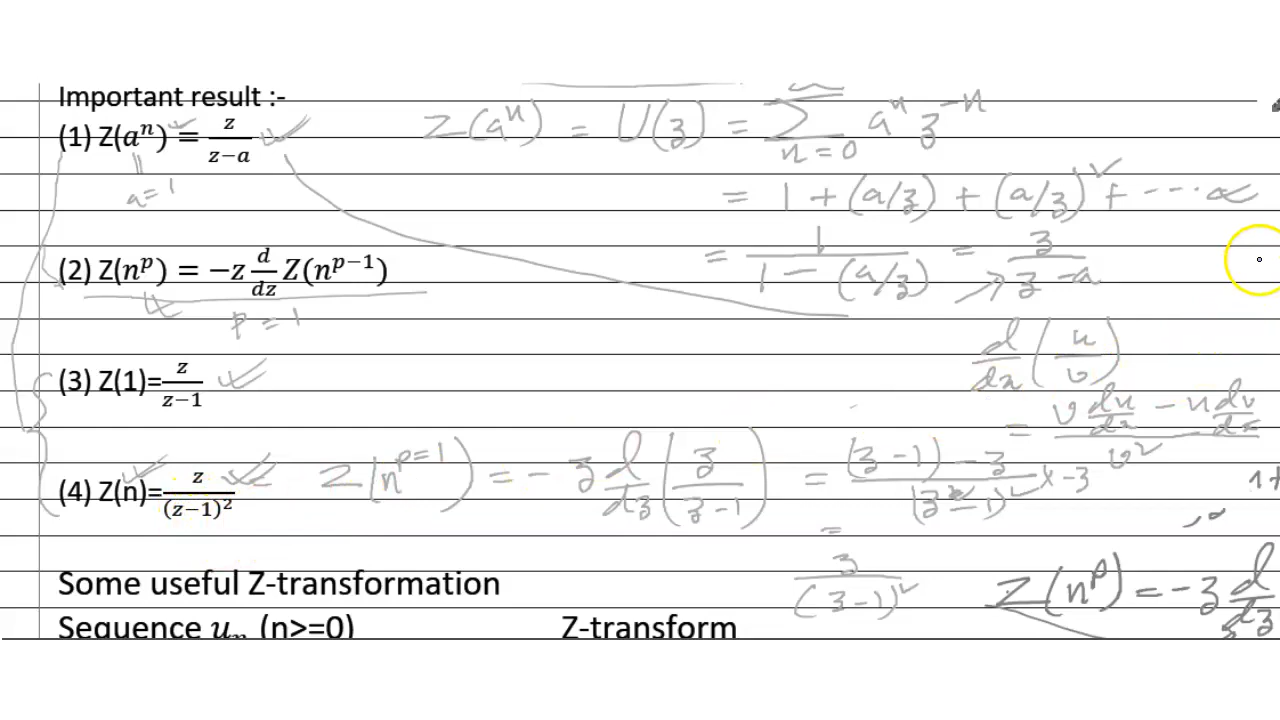 Important result :-
(1) Z(aⁿ) = z/(z−a)
Z(aⁿ) = U(z) = ∑ n=0 aⁿ z⁻ⁿ
a=1
= 1 + (a/z) + (a/z)² + ---- ∝
= 1/(1 − (a/z)) = z/(z−a)
(2) Z(nᵖ) = −z d/dz Z(nᵖ⁻¹)
p = 1
d/dx (u/v)
(3) Z(1)=z/(z−1)
= (v du/dx − u dv/dx)/v²
(4) Z(n)=z/(z−1)²
Z(n^p=1) = − z d/dz (z/(z−1)) = ((z−1) − z)/(z−1)² × −z
1+
= z/(z−1)²
Z(nᵖ) = −z d/dz
Some useful Z-transformation
Sequence uₙ (n>=0) Z-transform